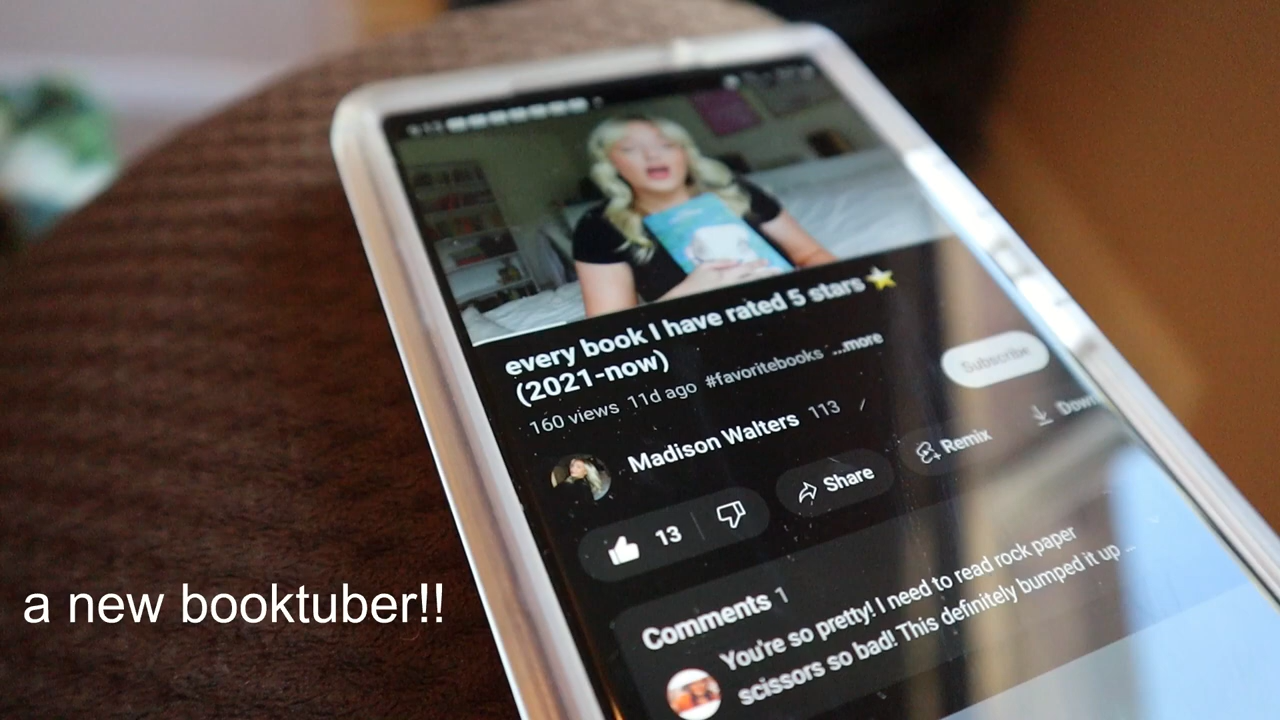 every book I have rated 5 stars
(2021-now)
160 views 11d ago #favoritebooks ...more
Madison Walters 113
Subscribe
13
Share
Remix
Comments 1
You're so pretty! I need to read rock paper
scissors so bad! This definitely bumped it up ...
a new booktuber!!